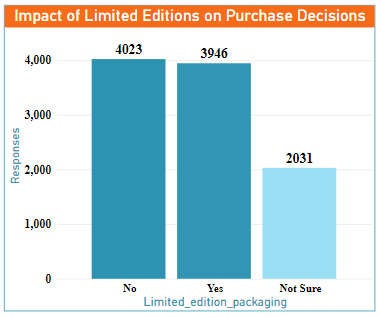 Impact of Limited Editions on Purchase Decisions
4023
3946
2031
4,000
3,000
2,000
1,000
0
Responses
No
Yes
Not Sure
Limited_edition_packaging